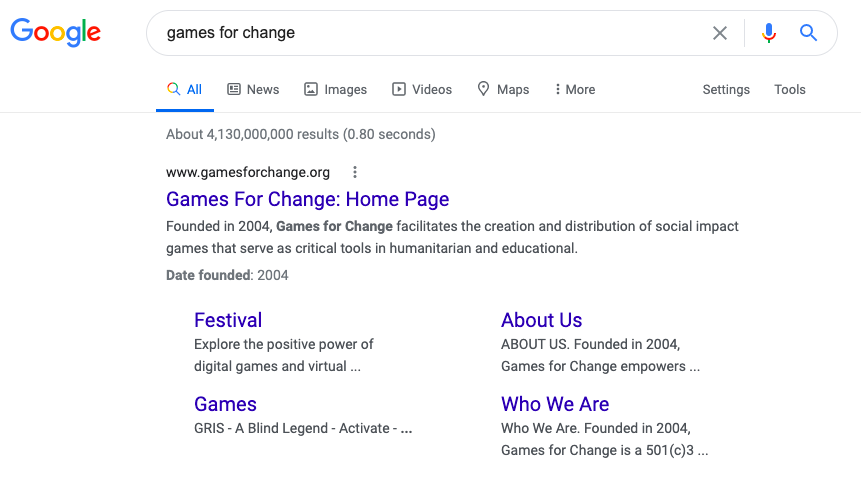 Google
games for change
All
News
Images
Videos
Maps
More
Settings
Tools
About 4,130,000,000 results (0.80 seconds)
www.gamesforchange.org
Games For Change: Home Page
Founded in 2004, Games for Change facilitates the creation and distribution of social impact
games that serve as critical tools in humanitarian and educational.
Date founded: 2004
Festival
Explore the positive power of
digital games and virtual ...
About Us
ABOUT US. Founded in 2004,
Games for Change empowers ...
Games
GRIS - A Blind Legend - Activate - ...
Who We Are
Who We Are. Founded in 2004,
Games for Change is a 501(c)3 ...